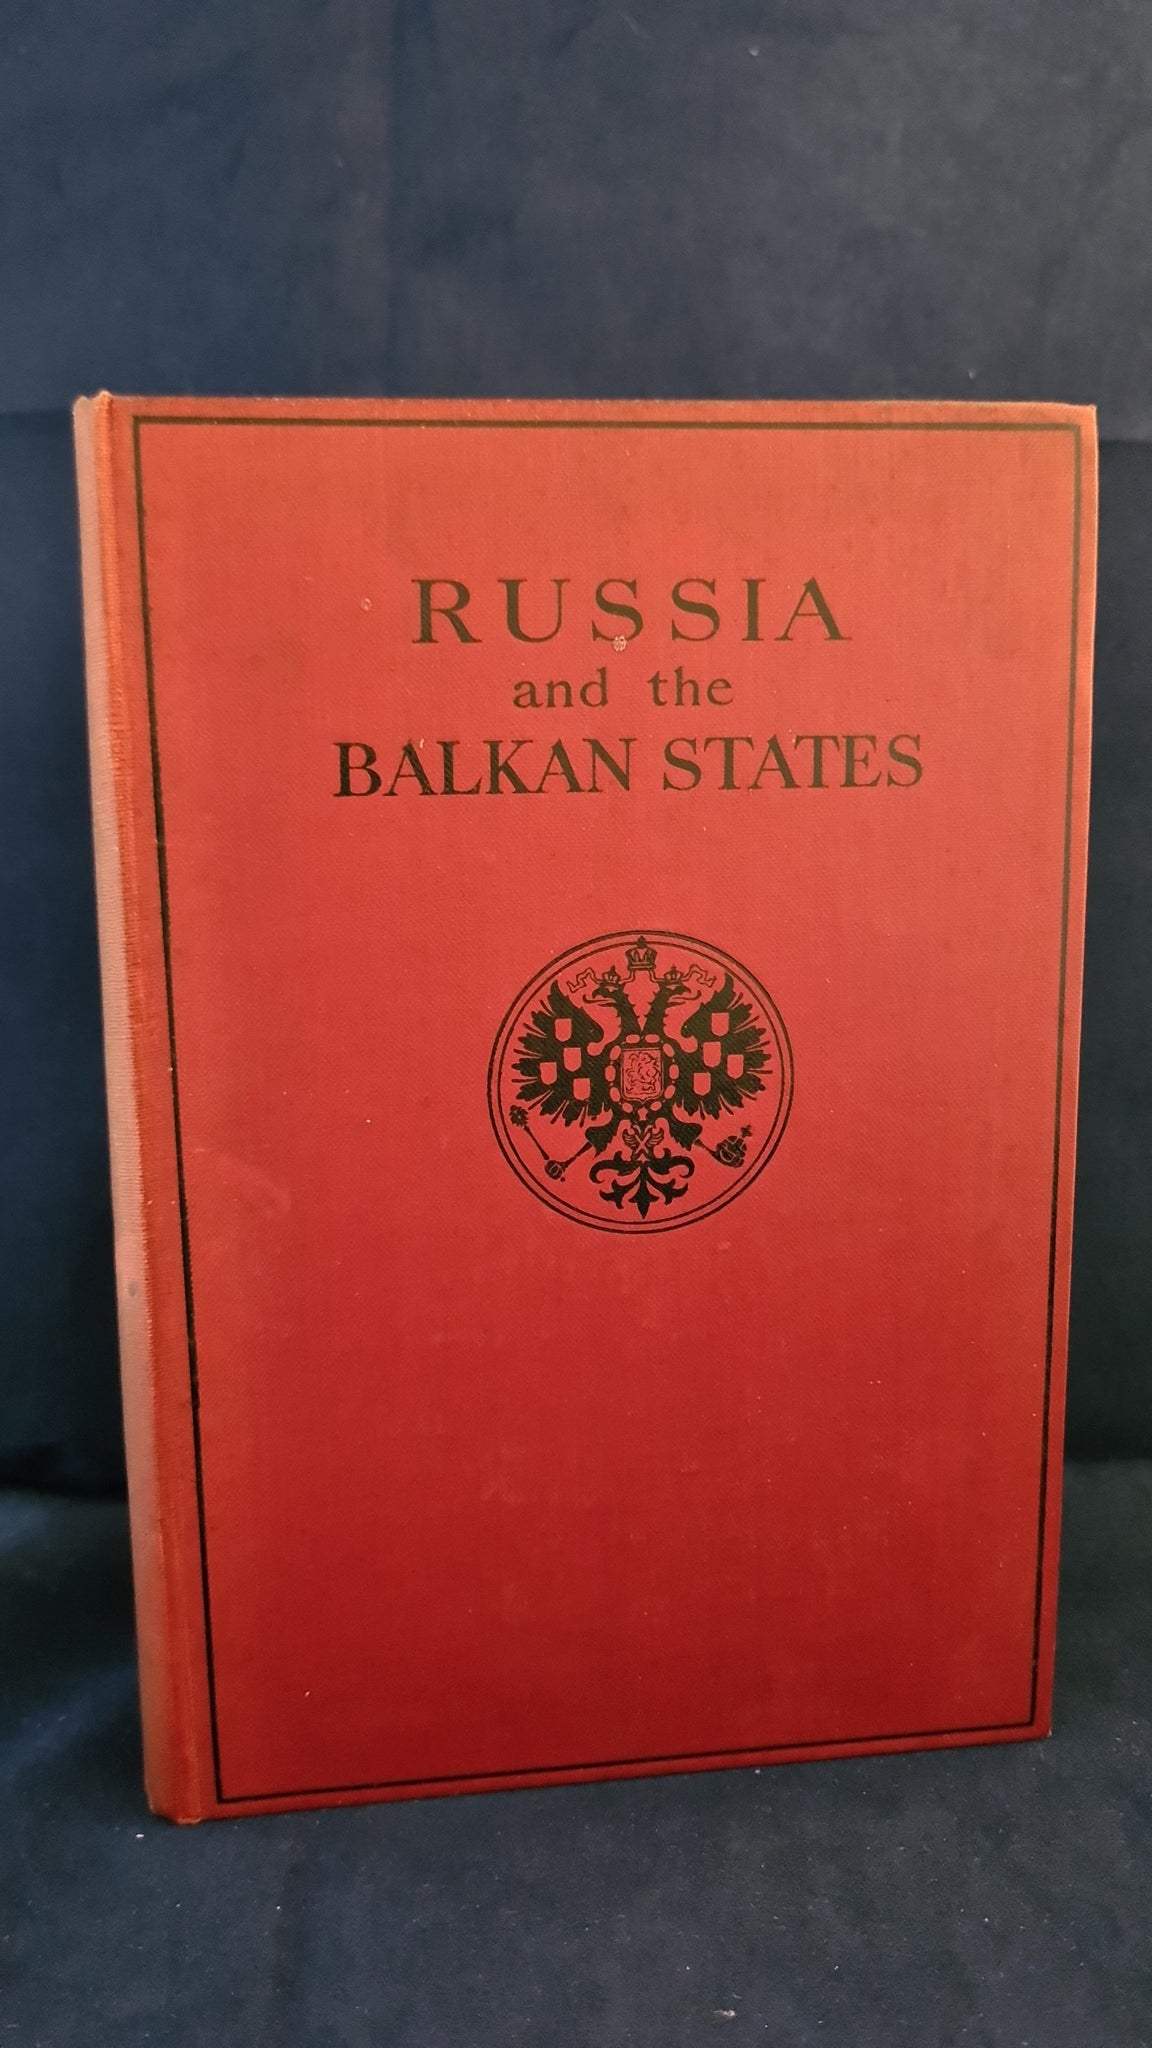 RUSSIA
and the
BALKAN STATES